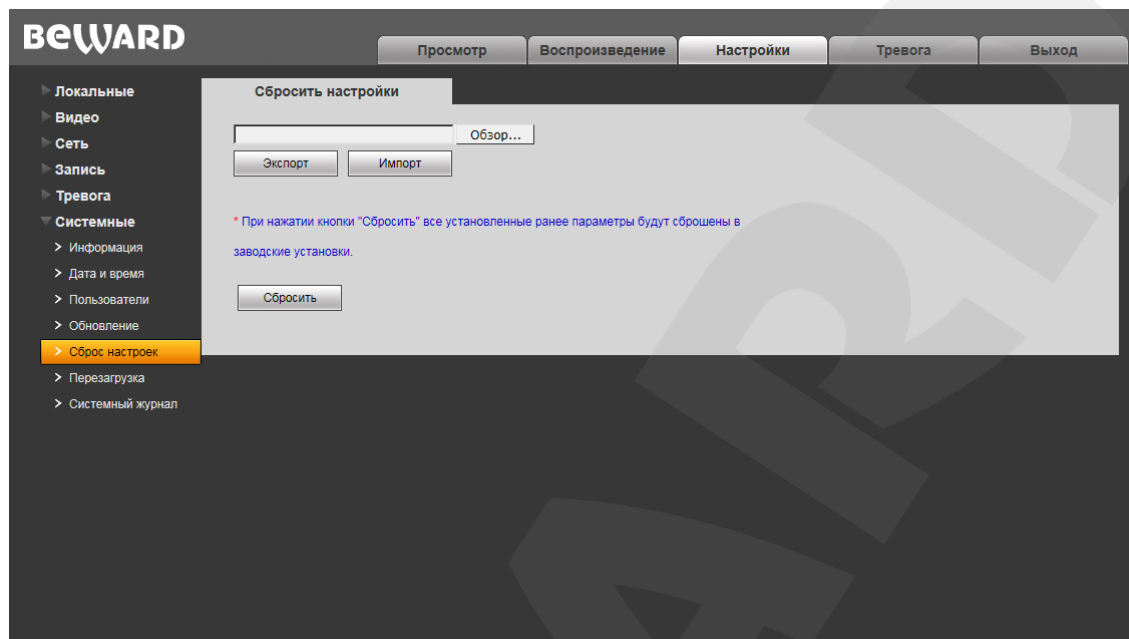 BEWARD
Просмотр Воспроизведение Настройки Тревога Выход
Локальные
Видео
Сеть
Запись
Тревога
Системные
Информация
Дата и время
Пользователи
Обновление
Сброс настроек
Перезагрузка
Системный журнал
Сбросить настройки
Обзор...
Экспорт Импорт
* При нажатии кнопки "Сбросить" все установленные ранее параметры будут сброшены в
заводские установки.
Сбросить